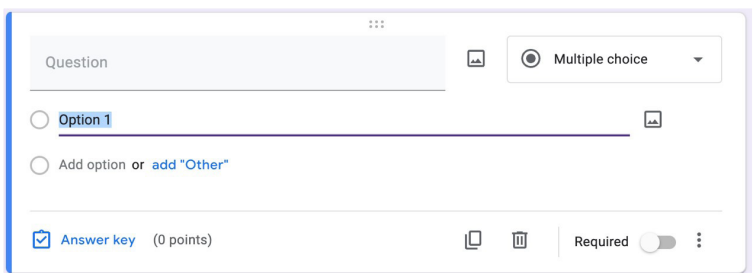 Question
Multiple choice
Option 1
Add option or add "Other"
Answer key (0 points)
Required